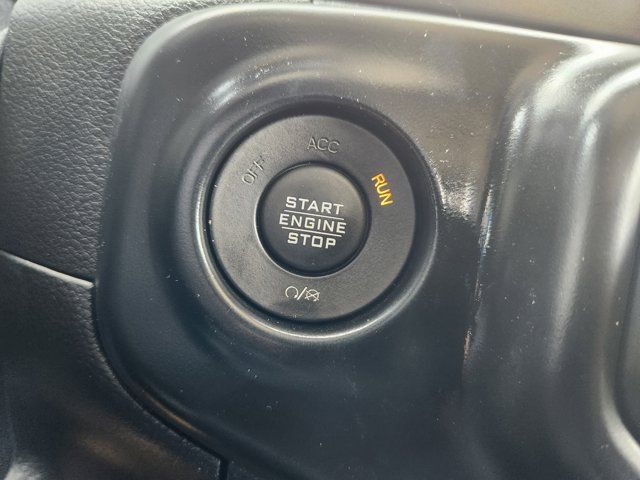 OFF
ACC
RUN
START
ENGINE
STOP